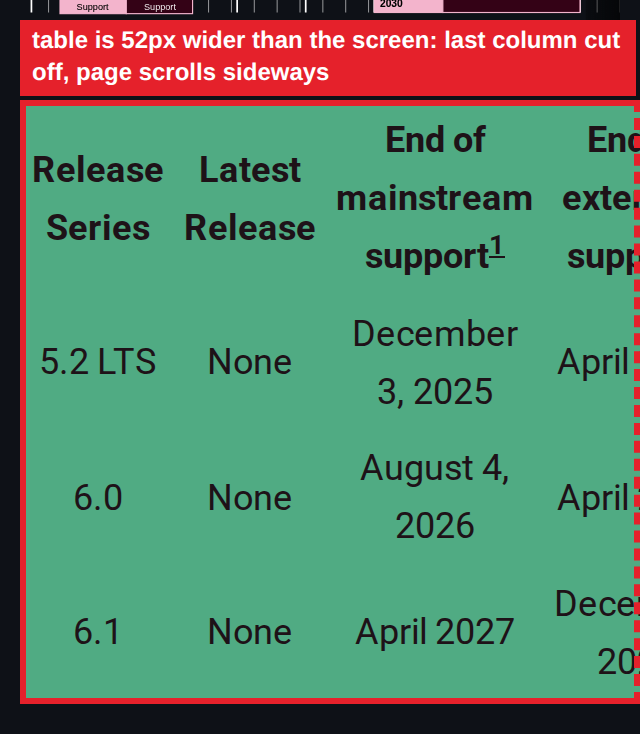 Support Support 2030
table is 52px wider than the screen: last column cut
off, page scrolls sideways
Release Series
Latest Release
End of mainstream support1
5.2 LTS
None
December 3, 2025
April
6.0
None
August 4, 2026
April
6.1
None
April 2027